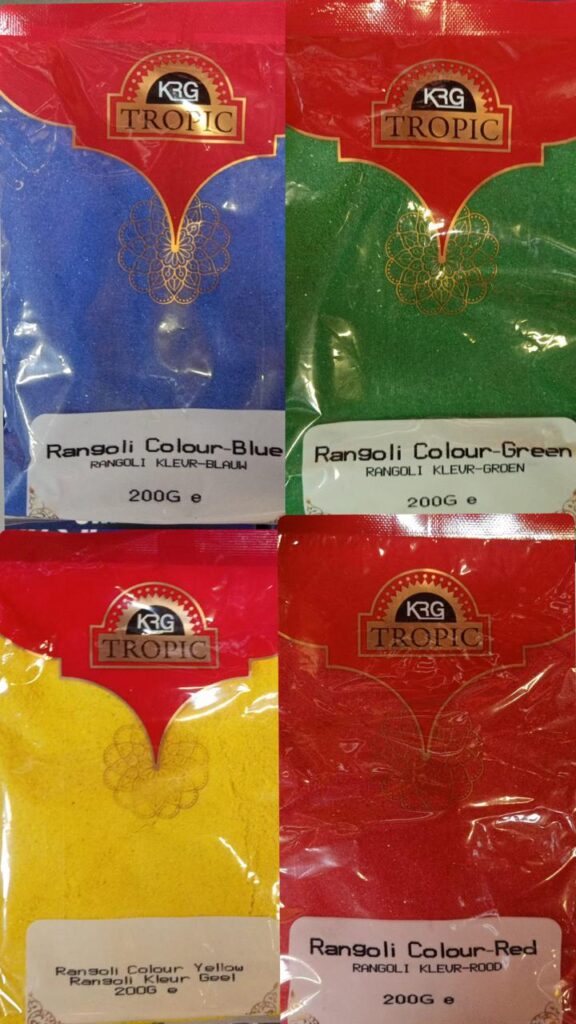 KRG
TROPIC
Rangoli Colour-Blue
RANGOLI KLEUR-BLAUW
200G e
KRG
TROPIC
Rangoli Colour-Green
RANGOLI KLEUR-GROEN
200G e
KRG
TROPIC
Rangoli Colour Yellow
Rangoli Kleur Geel
200G e
KRG
TROPIC
Rangoli Colour-Red
RANGOLI KLEUR-ROOD
200G e